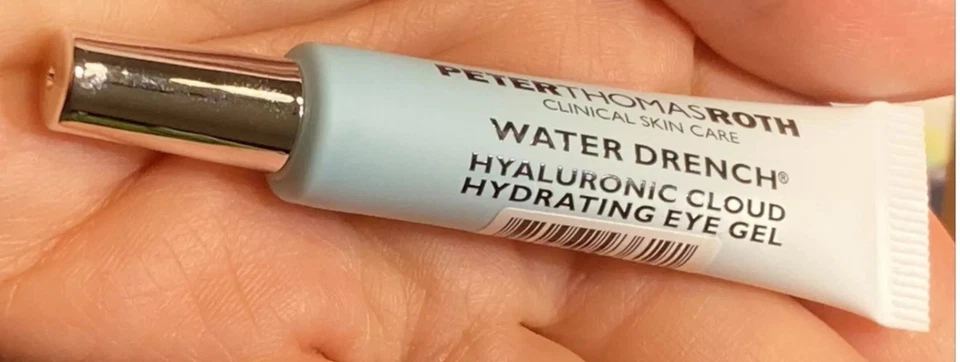 PETERTHOMASROTH
CLINICAL SKIN CARE
WATER DRENCH®
HYALURONIC CLOUD
HYDRATING EYE GEL